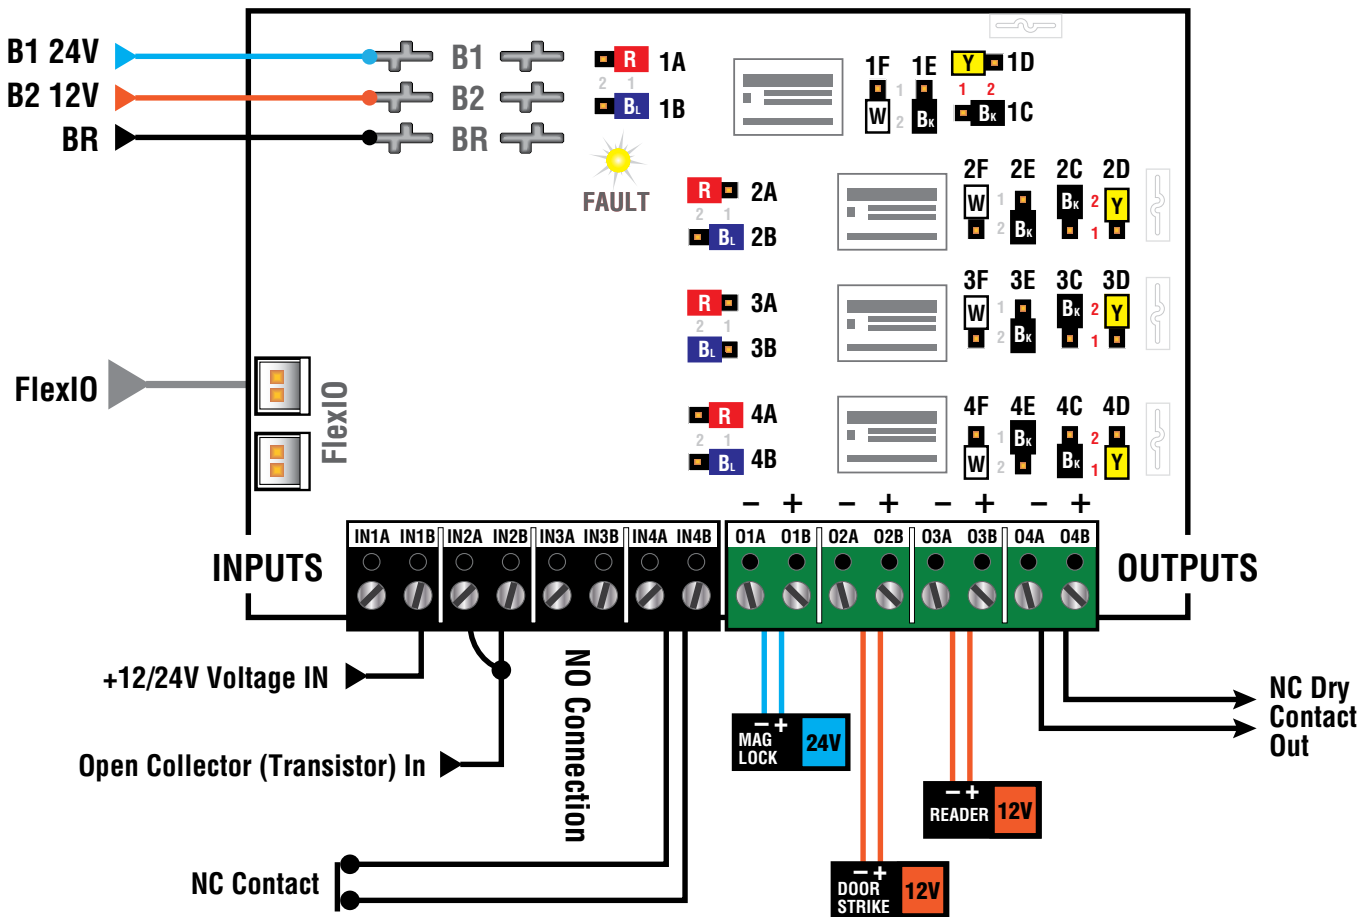 B1 24V
B2 12V
BR
B1
B2
BR
R 1A
2 1
BL 1B
FAULT
1F 1E Y 1D
1 1 2
W 2 BK BK 1C
R 2A
2 1
BL 2B
2F 2E 2C 2D
W 1 BK 2 Y
2 BK 1
R 3A
2 1
BL 3B
3F 3E 3C 3D
W 1 BK 2 Y
2 BK 1
R 4A
2 1
BL 4B
4F 4E 4C 4D
1 BK 2
W 2 BK 1 Y
FlexIO
FlexIO
− + − + − + − +
IN1A IN1B IN2A IN2B IN3A IN3B IN4A IN4B
O1A O1B O2A O2B O3A O3B O4A O4B
INPUTS
OUTPUTS
+12/24V Voltage IN
Open Collector (Transistor) In
NO Connnection
NC Contact
− +
MAG
LOCK
24V
− +
READER
12V
− +
DOOR
STRIKE
12V
NC Dry
Contact
Out